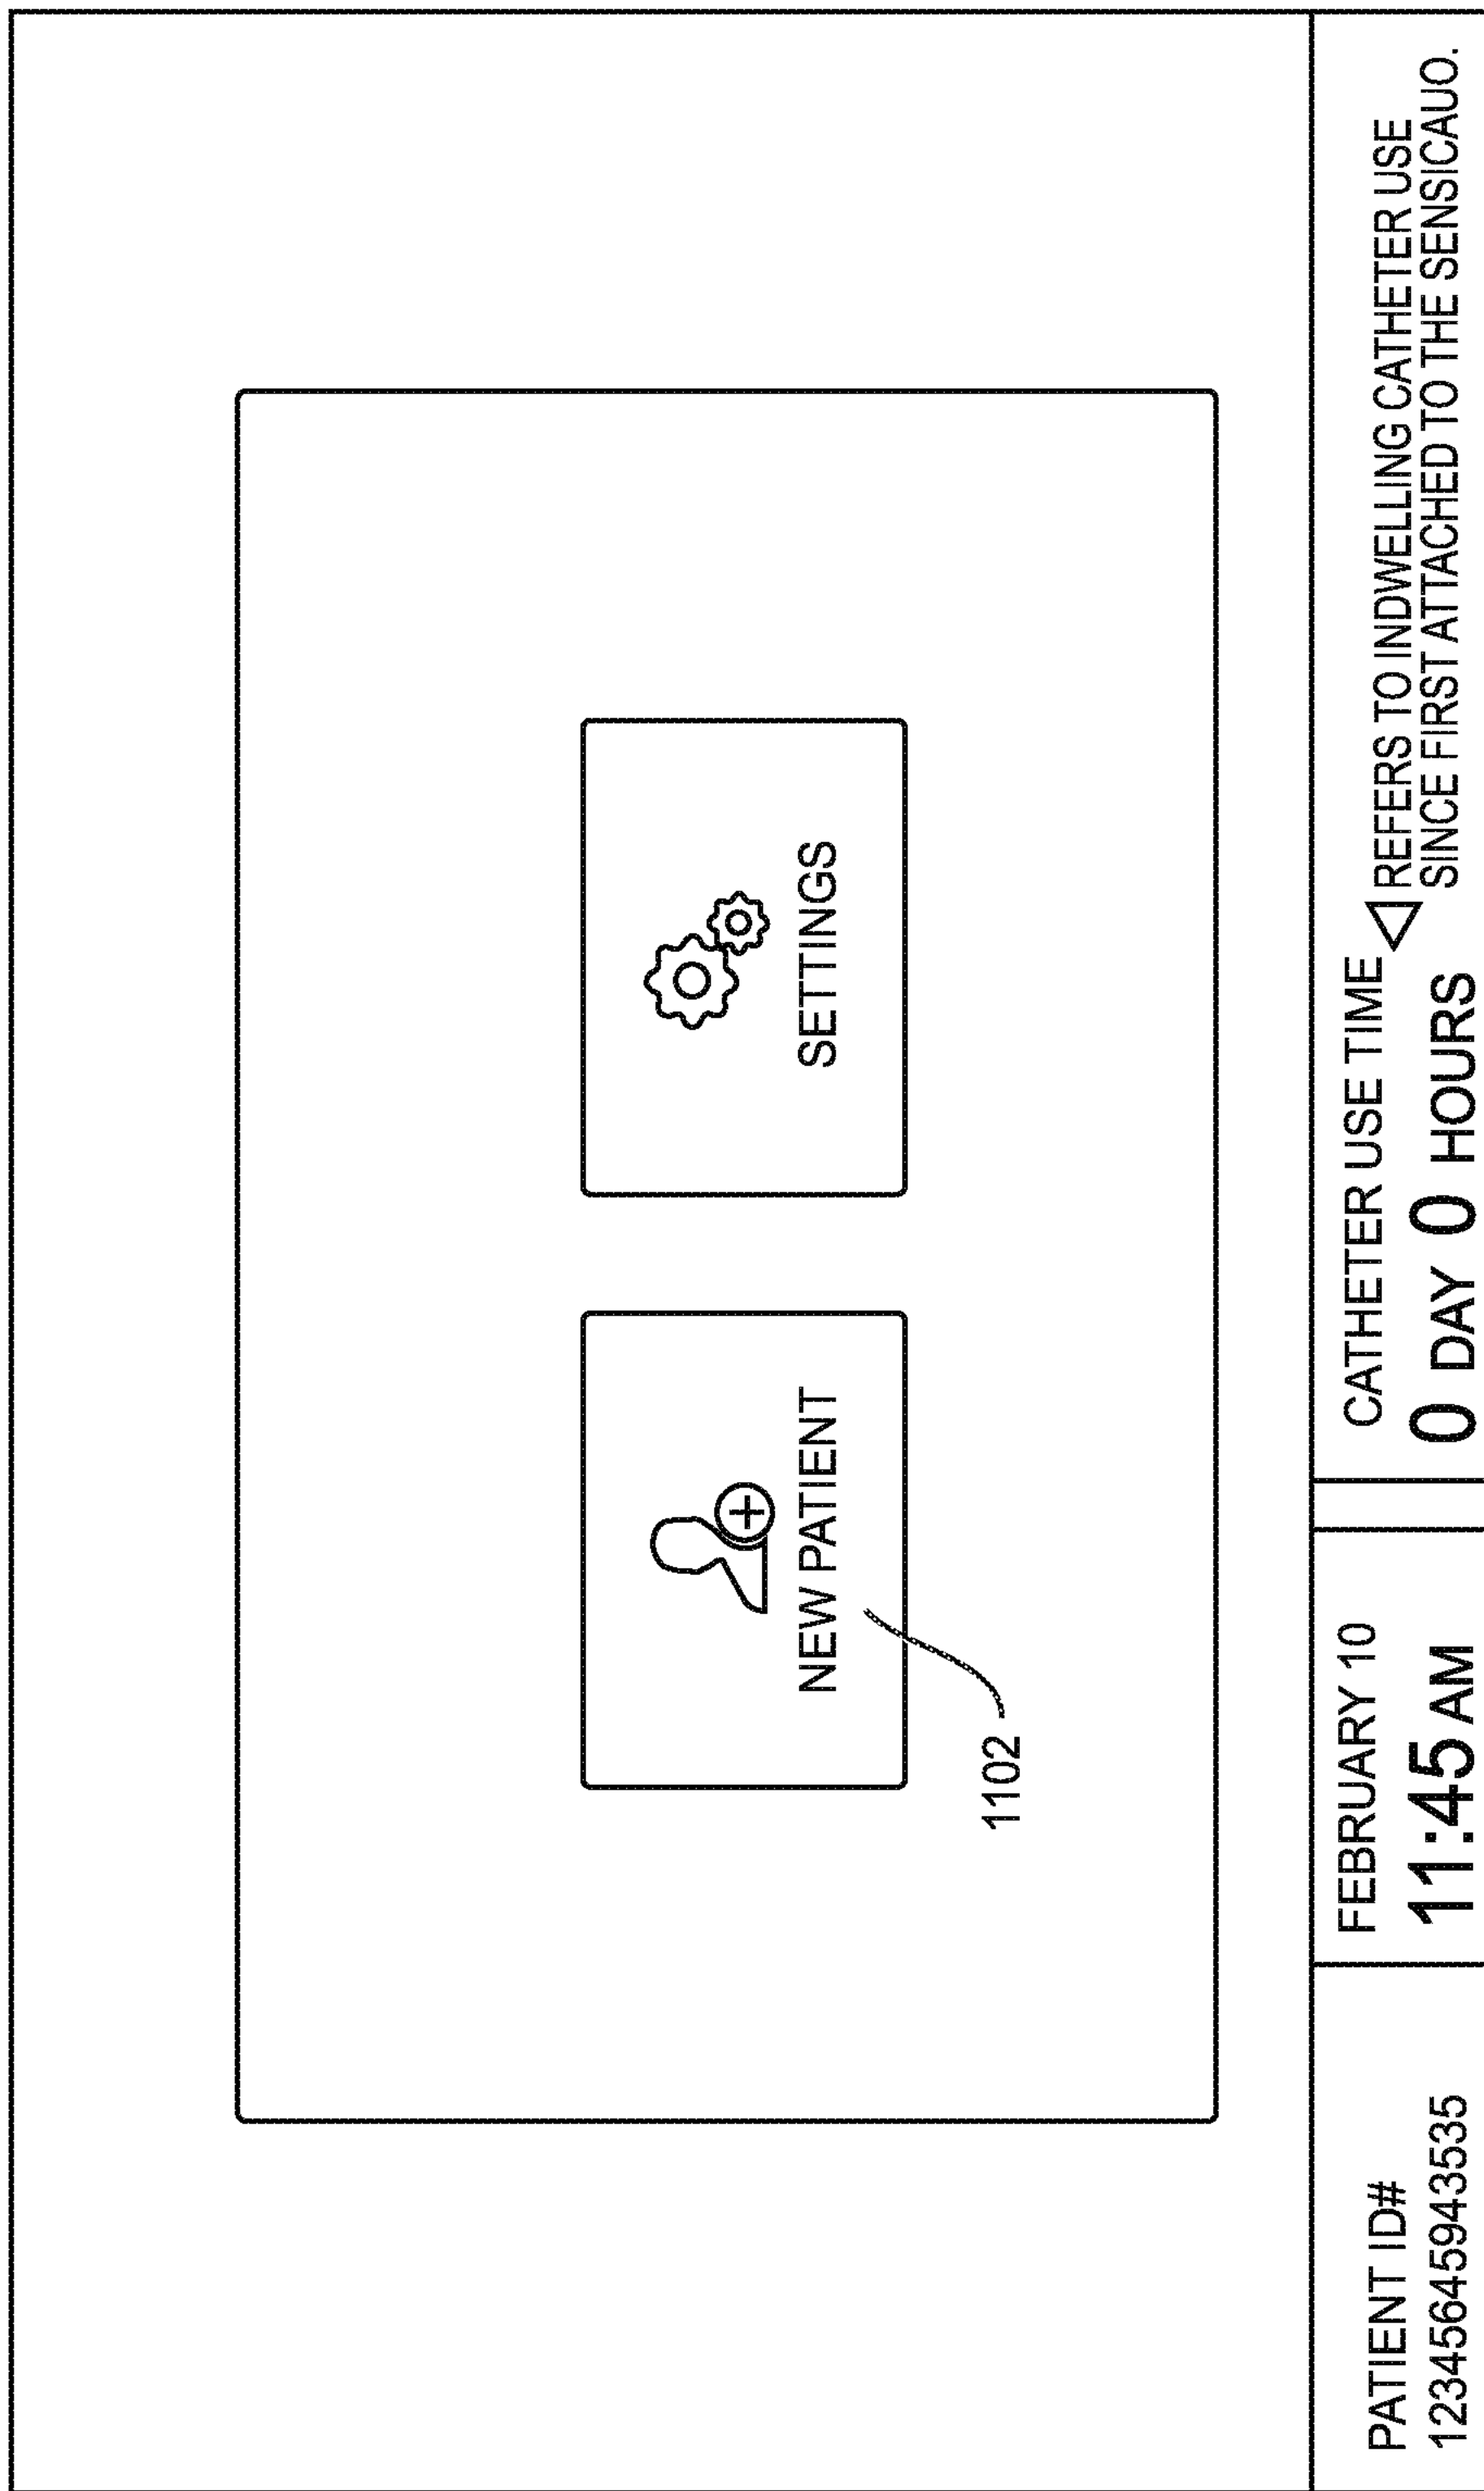 NEW PATIENT
SETTINGS
1102
PATIENT ID#
12345645943535
FEBRUARY 10
11:45 AM
CATHETER USE TIME
0 DAY 0 HOURS
REFERS TO INDWELLING CATHETER USE
SINCE FIRST ATTACHED TO THE SENSICAUO.